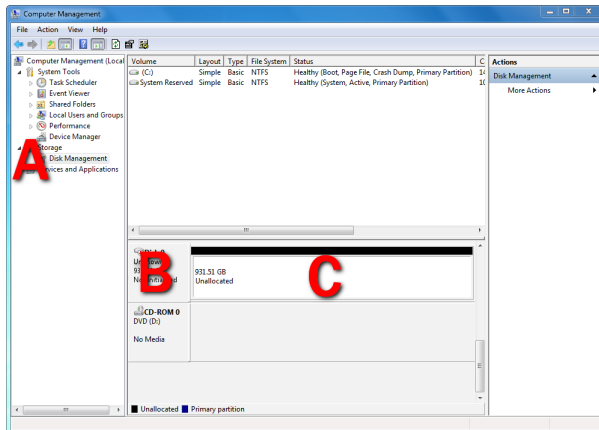 Computer Management
File Action View Help
Computer Management (Local
System Tools
Task Scheduler
Event Viewer
Shared Folders
Local Users and Groups
Performance
Device Manager
Storage
Disk Management
Services and Applications
A
Volume Layout Type File System Status C
(C:) Simple Basic NTFS Healthy (Boot, Page File, Crash Dump, Primary Partition) 14
System Reserved Simple Basic NTFS Healthy (System, Active, Primary Partition) 10
B
931.51 GB
Unallocated
C
CD-ROM 0
DVD (D:)
No Media
Unallocated Primary partition
Actions
Disk Management
More Actions